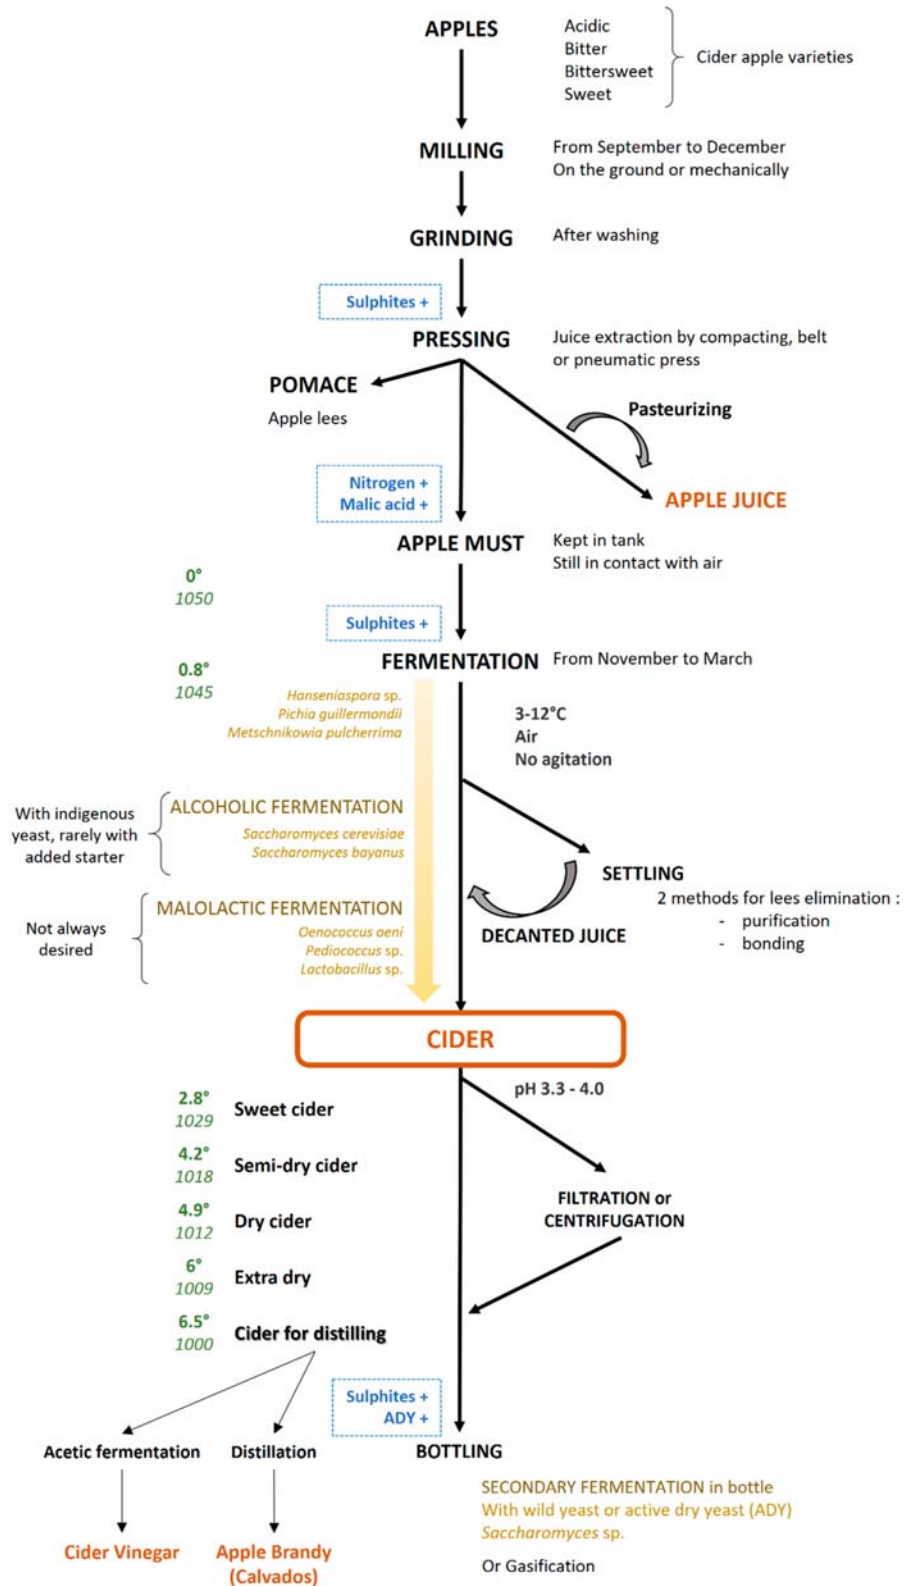 APPLES
Acidic
Bitter
Bittersweet
Sweet
Cider apple varieties
MILLING
From September to December
On the ground or mechanically
GRINDING
After washing
Sulphites +
PRESSING
Juice extraction by compacting, belt
or pneumatic press
POMACE
Apple lees
Pasteurizing
APPLE JUICE
Nitrogen +
Malic acid +
APPLE MUST
Kept in tank
Still in contact with air
0°
1050
Sulphites +
FERMENTATION
From November to March
0.8°
1045
Hanseniaspora sp.
Pichia guillermondii
Metschnikowia pulcherrima
3-12°C
Air
No agitation
With indigenous
yeast, rarely with
added starter
ALCOHOLIC FERMENTATION
Saccharomyces cerevisiae
Saccharomyces bayanus
SETTLING
2 methods for lees elimination :
- purification
- bonding
DECANTED JUICE
Not always
desired
MALOLACTIC FERMENTATION
Oenococcus oeni
Pediococcus sp.
Lactobacillus sp.
CIDER
pH 3.3 - 4.0
2.8°
1029
Sweet cider
4.2°
1018
Semi-dry cider
4.9°
1012
Dry cider
6°
1009
Extra dry
6.5°
1000
Cider for distilling
FILTRATION or
CENTRIFUGATION
Sulphites +
ADY +
Acetic fermentation
Distillation
BOTTLING
Cider Vinegar
Apple Brandy
(Calvados)
SECONDARY FERMENTATION in bottle
With wild yeast or active dry yeast (ADY)
Saccharomyces sp.
Or Gasification